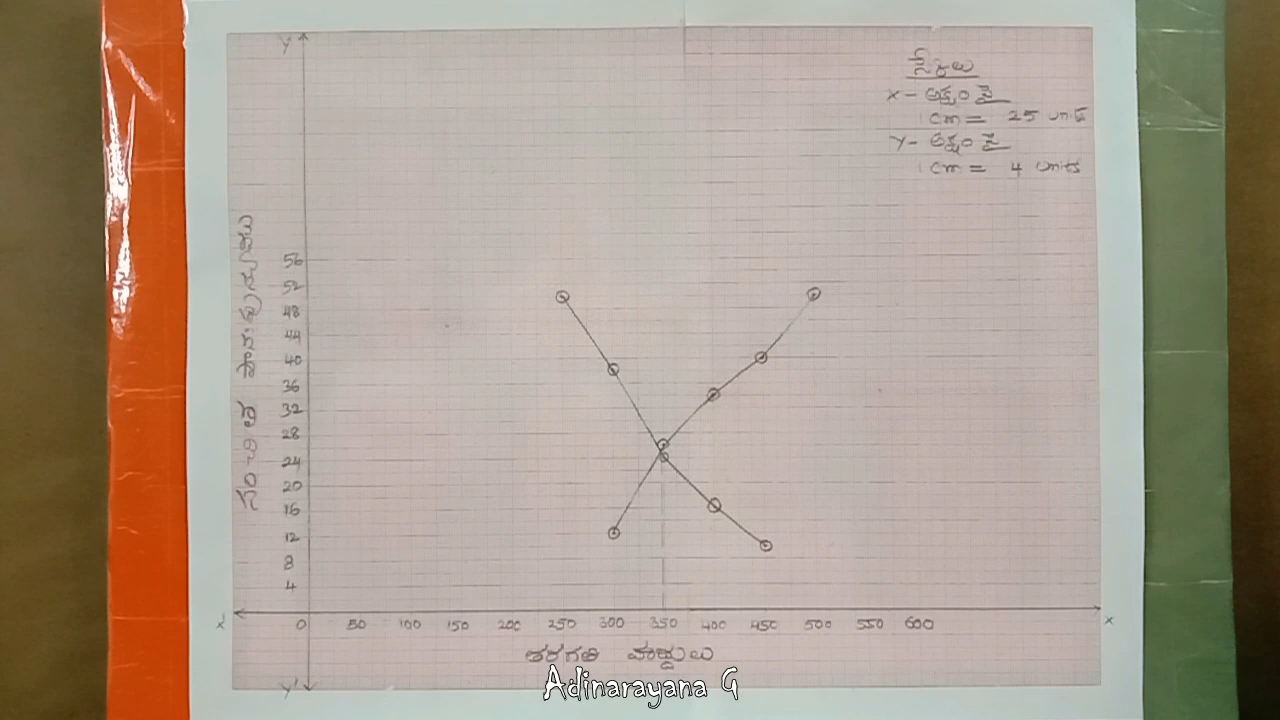 Y
స్కేలు
X - అక్షం పై
1 cm = 25 units
Y - అక్షం పై
1 cm = 4 units
సంచిత పౌనఃపున్యాలు
56
52
48
44
40
36
32
28
24
20
16
12
8
4
X' 0 50 100 150 200 250 300 350 400 450 500 550 600 X
తరగతి హద్దులు
Y'
Adinarayana G